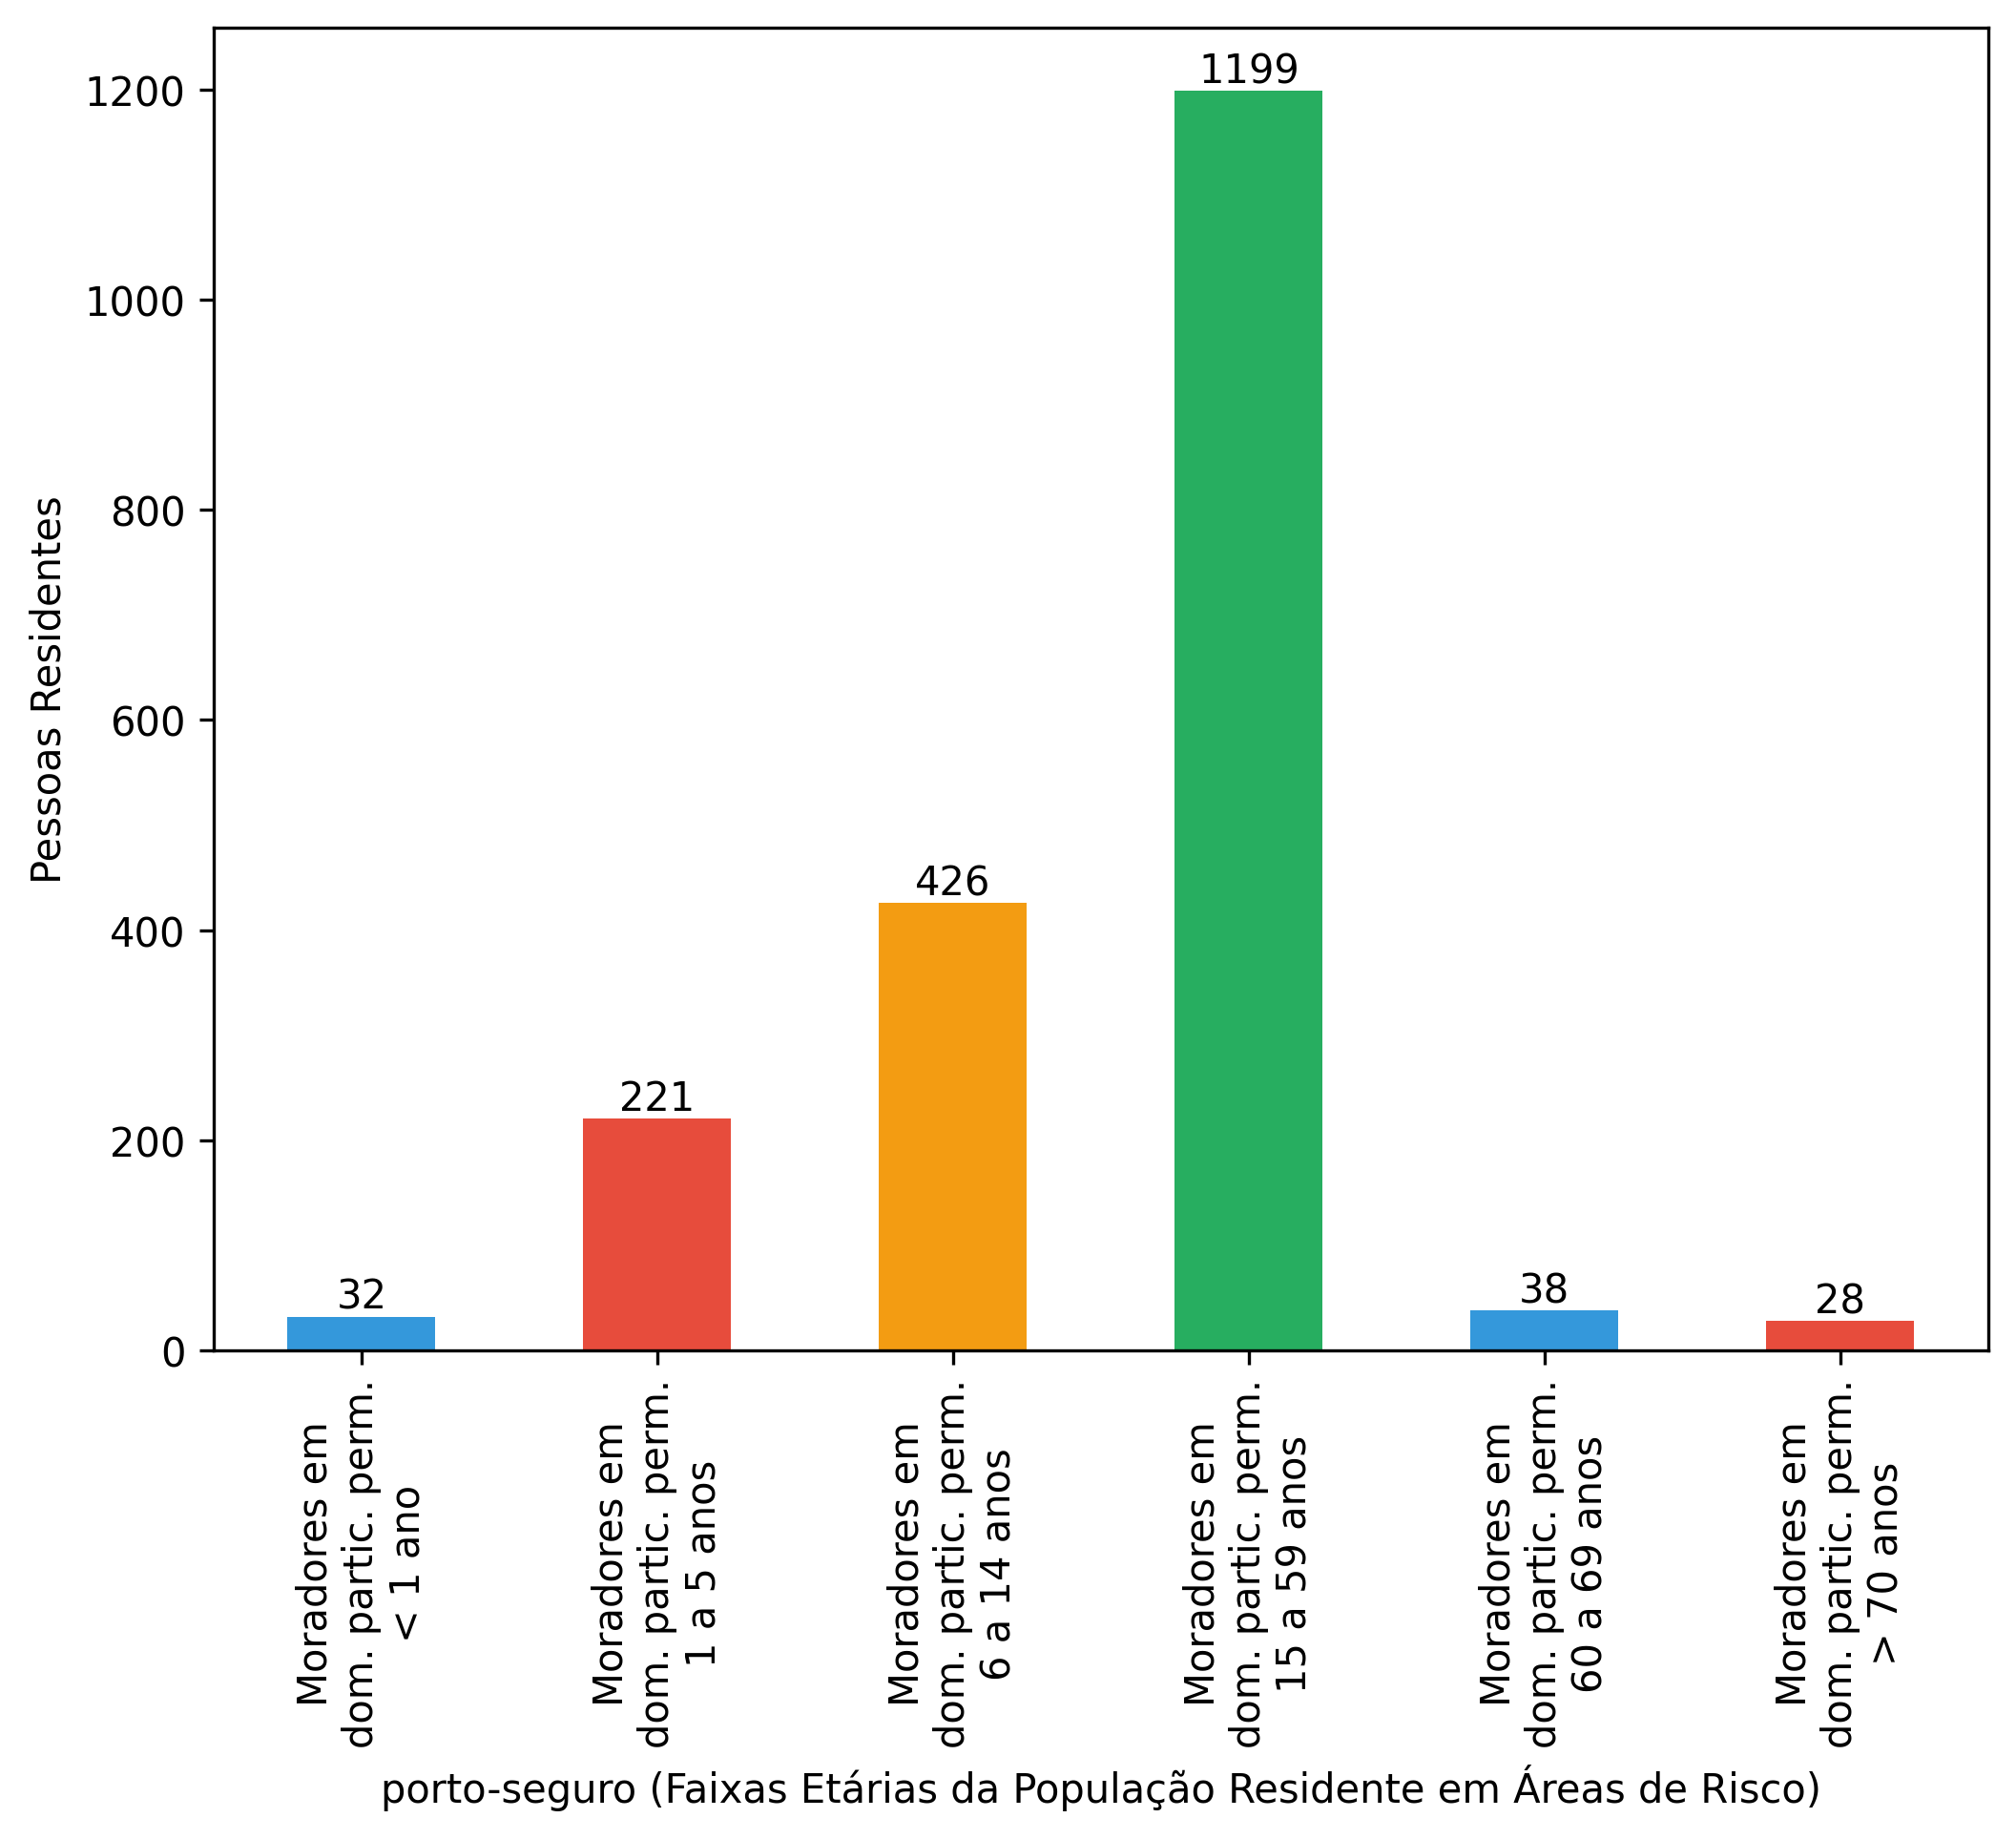 1200
1000
800
600
400
200
0
Pessoas Residentes
32
221
426
1199
38
28
Moradores em
dom. partic. perm.
< 1 ano
Moradores em
dom. partic. perm.
1 a 5 anos
Moradores em
dom. partic. perm.
6 a 14 anos
Moradores em
dom. partic. perm.
15 a 59 anos
Moradores em
dom. partic. perm.
60 a 69 anos
Moradores em
dom. partic. perm.
> 70 anos
porto-seguro (Faixas Etárias da População Residente em Áreas de Risco)